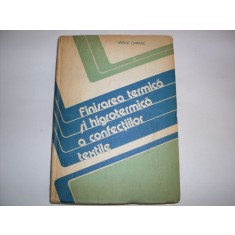 Finisarea termică
și higrotermică
a confecțiilor
textile